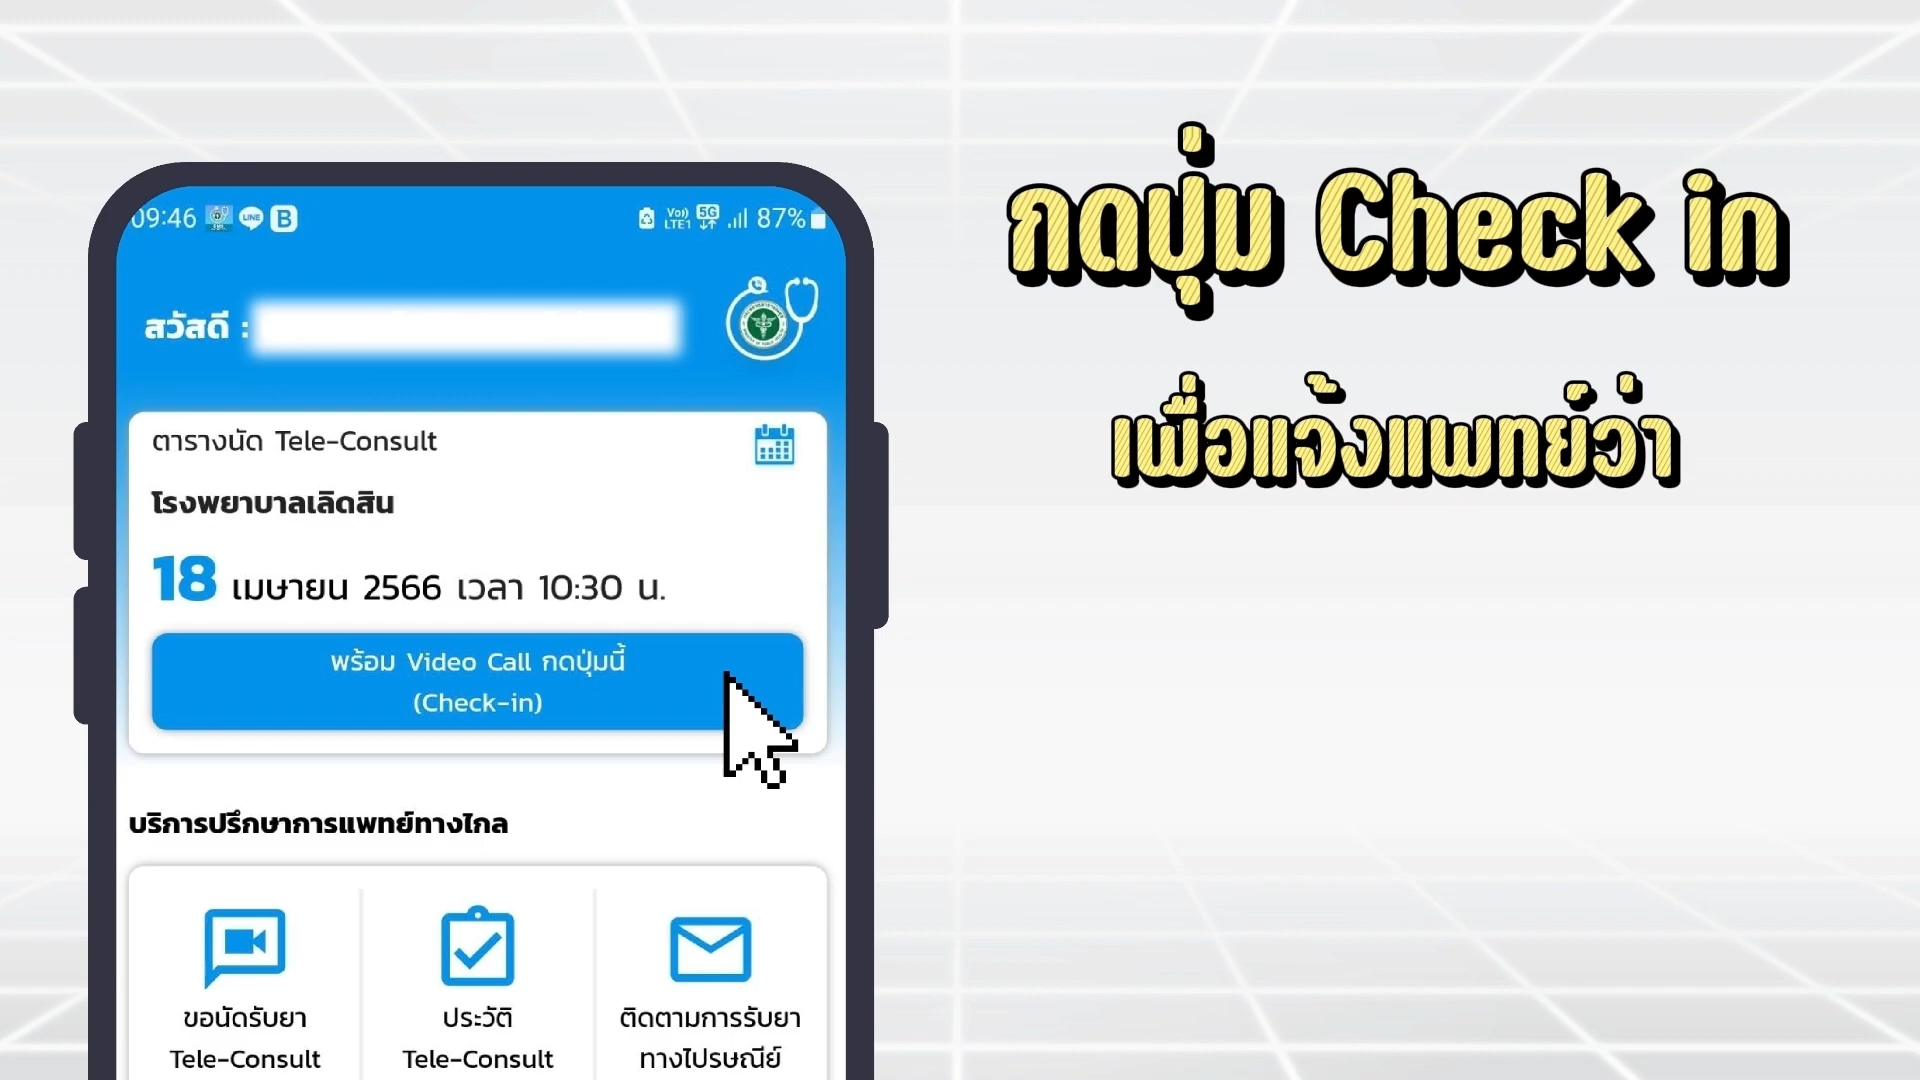 09:46 LINE B Vo)) LTE1 5G 87%
สวัสดี :
ตารางนัด Tele-Consult
โรงพยาบาลเลิดสิน
18 เมษายน 2566 เวลา 10:30 น.
พร้อม Video Call กดปุ่มนี้
(Check-in)
บริการปรึกษาการแพทย์ทางไกล
ขอนัดรับยา
Tele-Consult
ประวัติ
Tele-Consult
ติดตามการรับยา
ทางไปรษณีย์
กดปุ่ม Check in
เพื่อแจ้งแพทย์ว่า